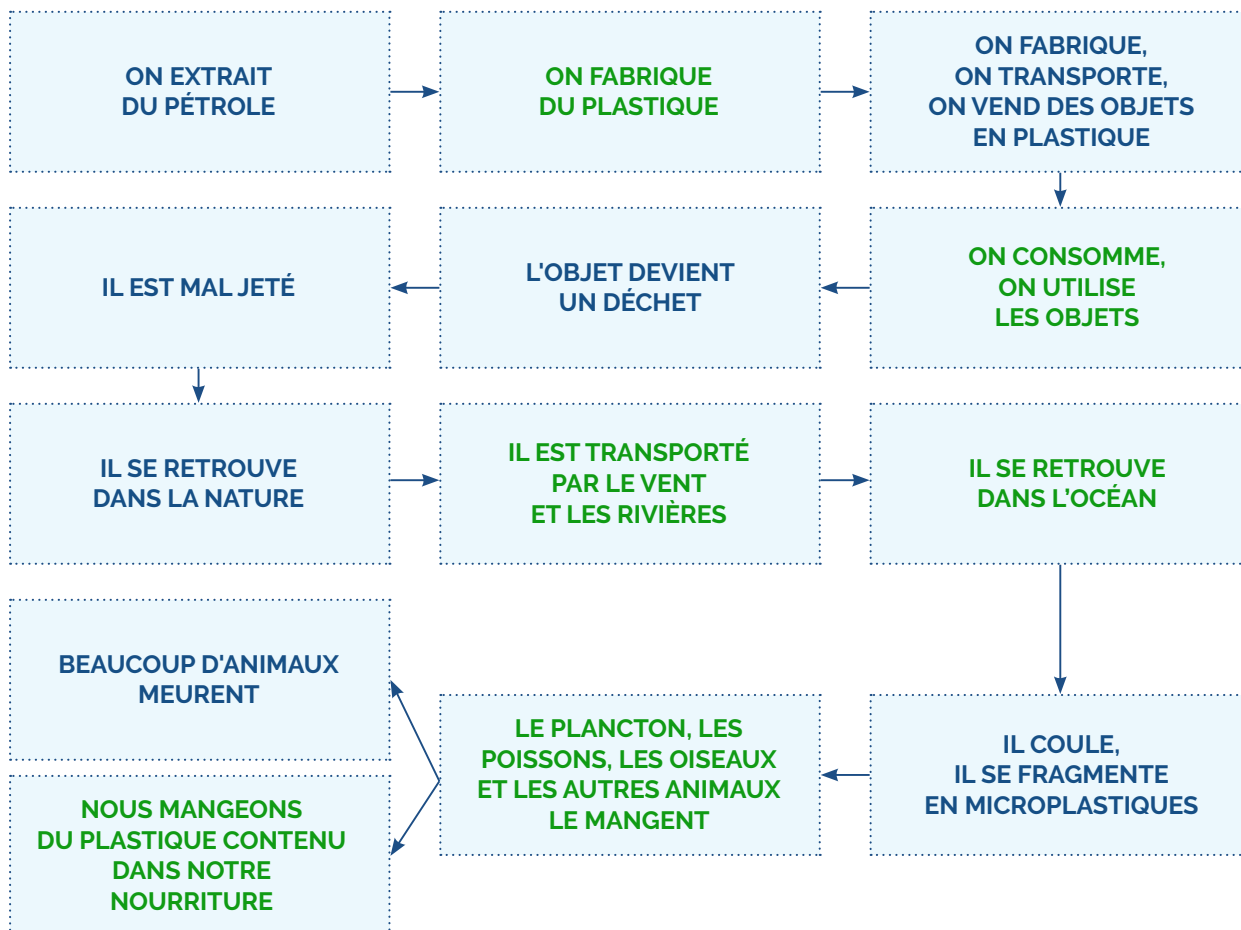 ON EXTRAIT
DU PÉTROLE
ON FABRIQUE
DU PLASTIQUE
ON FABRIQUE,
ON TRANSPORTE,
ON VEND DES OBJETS
EN PLASTIQUE
ON CONSOMME,
ON UTILISE
LES OBJETS
L'OBJET DEVIENT
UN DÉCHET
IL EST MAL JETÉ
IL SE RETROUVE
DANS LA NATURE
IL EST TRANSPORTÉ
PAR LE VENT
ET LES RIVIÈRES
IL SE RETROUVE
DANS L’OCÉAN
IL COULE,
IL SE FRAGMENTE
EN MICROPLASTIQUES
LE PLANCTON, LES
POISSONS, LES OISEAUX
ET LES AUTRES ANIMAUX
LE MANGENT
BEAUCOUP D'ANIMAUX
MEURENT
NOUS MANGEONS
DU PLASTIQUE CONTENU
DANS NOTRE
NOURRITURE